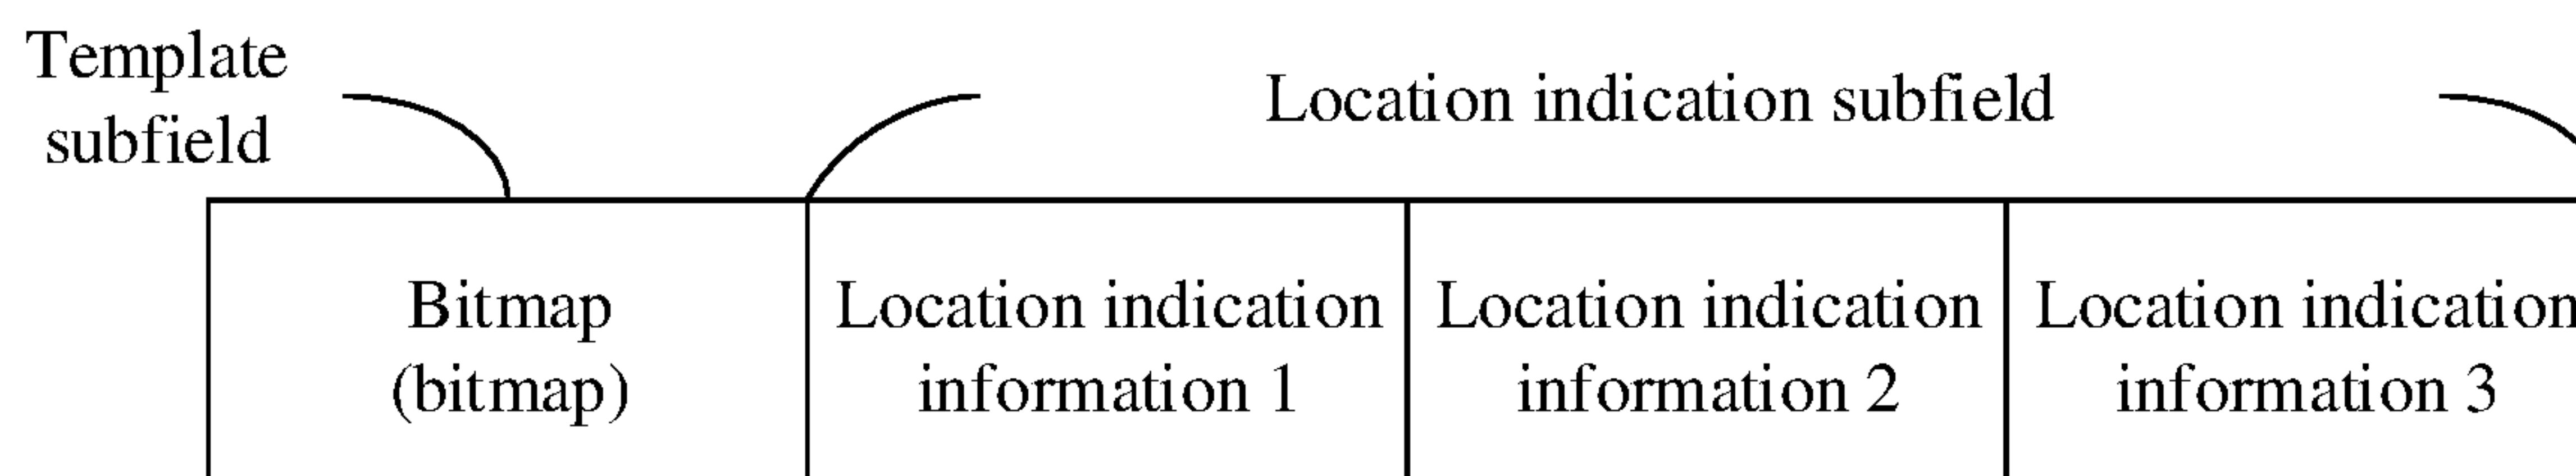 Template
subfield
Location indication subfield
Bitmap
(bitmap)
Location indication
information 1
Location indication
information 2
Location indication
information 3